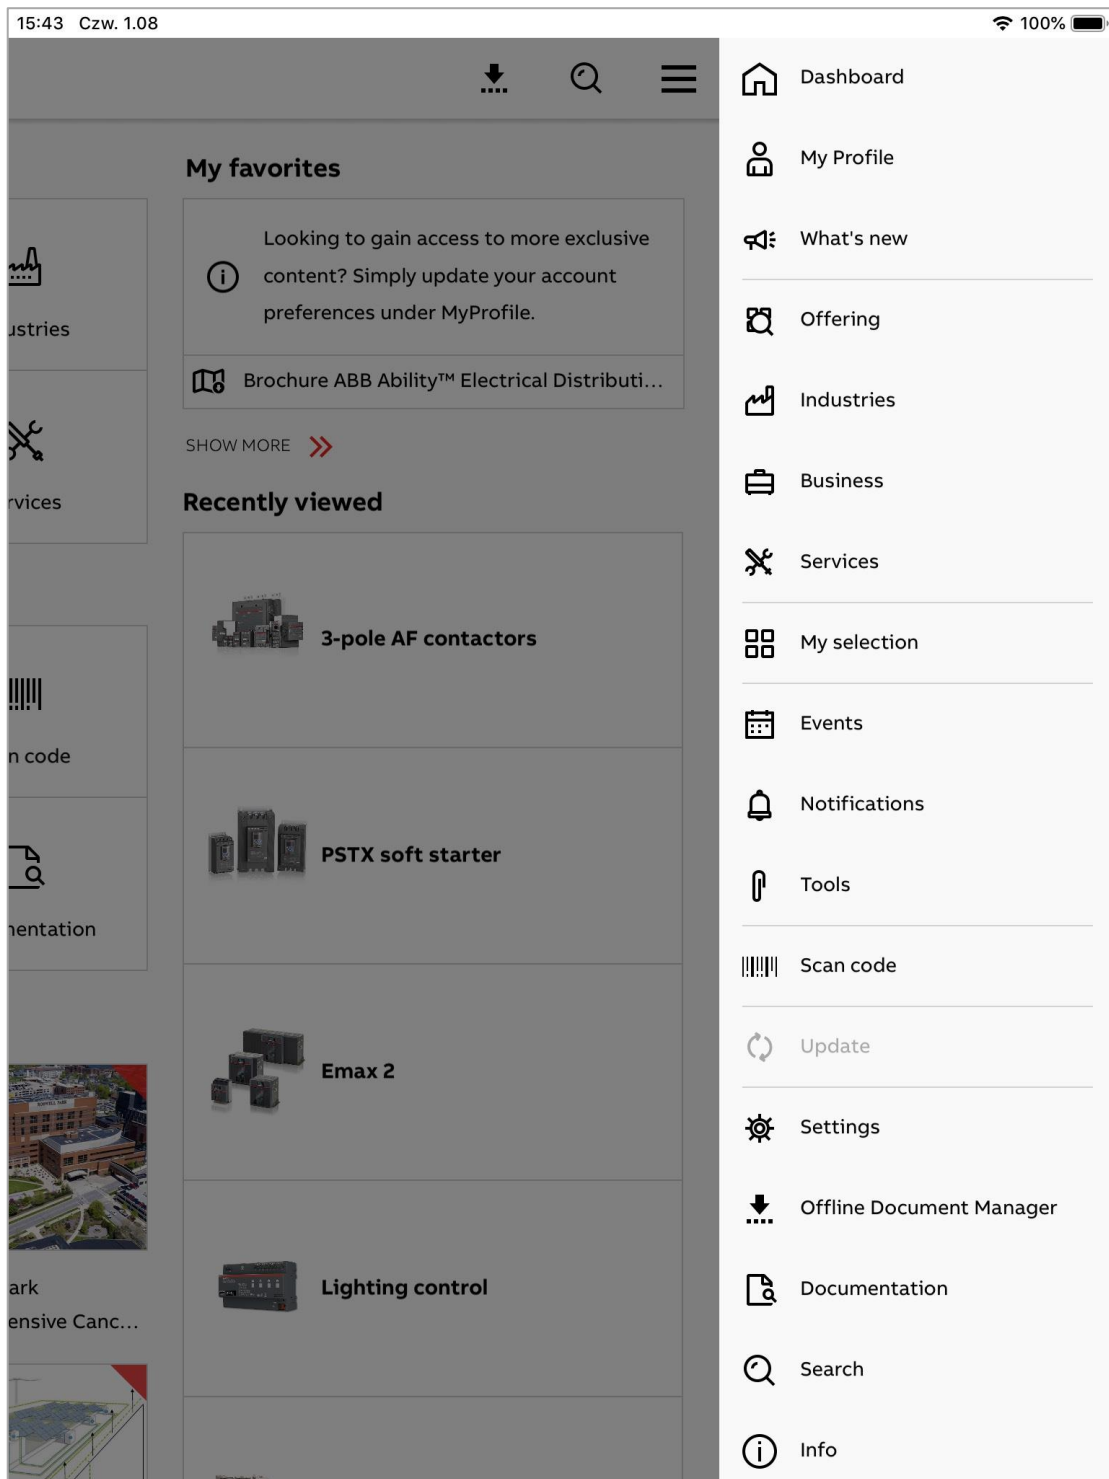 15:43 Czw. 1.08
100%
My favorites
Looking to gain access to more exclusive
content? Simply update your account
preferences under MyProfile.
Brochure ABB Ability™ Electrical Distributi...
SHOW MORE
Recently viewed
3-pole AF contactors
PSTX soft starter
Emax 2
Lighting control
ustries
rvices
n code
nentation
ark
ensive Canc...
Dashboard
My Profile
What's new
Offering
Industries
Business
Services
My selection
Events
Notifications
Tools
Scan code
Update
Settings
Offline Document Manager
Documentation
Search
Info